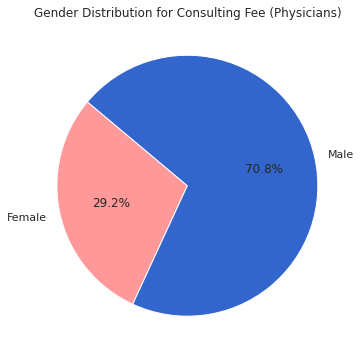 Gender Distribution for Consulting Fee (Physicians)
Male
70.8%
29.2%
Female